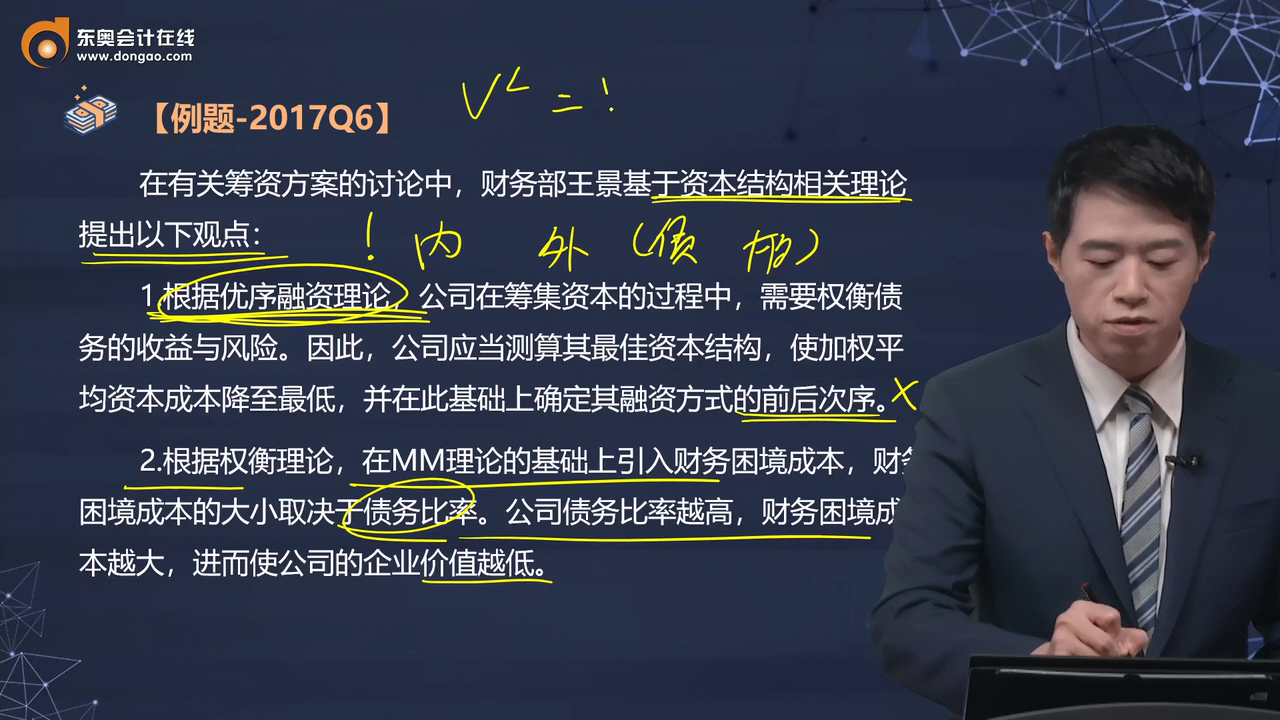 东奥会计在线
www.dongao.com
V^L = !
【例题-2017Q6】
在有关筹资方案的讨论中，财务部王景基于资本结构相关理论
提出以下观点：
! 内 外（债 股）
1.根据优序融资理论，公司在筹集资本的过程中，需要权衡债
务的收益与风险。因此，公司应当测算其最佳资本结构，使加权平
均资本成本降至最低，并在此基础上确定其融资方式的前后次序。×
2.根据权衡理论，在MM理论的基础上引入财务困境成本，财务
困境成本的大小取决于债务比率。公司债务比率越高，财务困境成
本越大，进而使公司的企业价值越低。